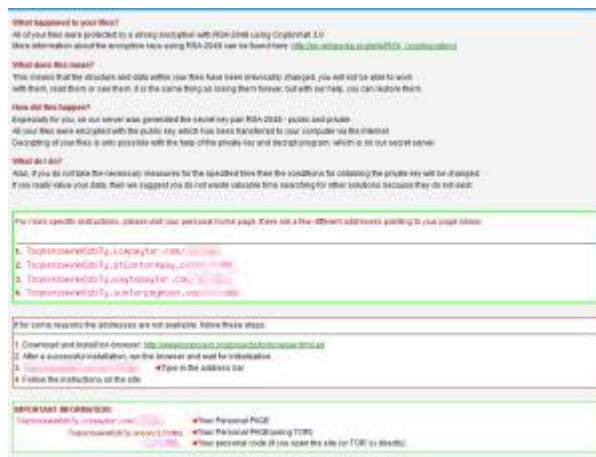 What happened to your files?
All of your files were protected by a strong encryption with RSA-2048 using CryptoWall 3.0
More information about the encryption keys using RSA-2048 can be found here:
What does this mean?
This means that the structure and data within your files have been irrevocably changed, you will not be able to work
with them, read them or see them, it is the same thing as losing them forever, but with our help, you can restore them.
How did this happen?
Especially for you, on our server was generated the secret key pair RSA-2048 - public and private.
All your files were encrypted with the public key, which has been transferred to your computer via the Internet.
Decrypting of your files is only possible with the help of the private key and decrypt program, which is on our secret server.
What do I do?
Alas, if you do not take the necessary measures for the specified time then the conditions for obtaining the private key will be changed.
If you really value your data, then we suggest you do not waste valuable time searching for other solutions because they do not exist.
For more specific instructions, please visit your personal home page, there are a few different addresses pointing to your page below:
1.
2.
3.
4.
If for some reasons the addresses are not available, follow these steps:
1. Download and install tor-browser:
2. After a successful installation, run the browser and wait for initialization.
3. Type in the address bar
4. Follow the instructions on the site.
IMPORTANT INFORMATION:
Your Personal PAGE
Your Personal PAGE(using TOR)
Your personal code (if you open the site (or TOR 's) directly)